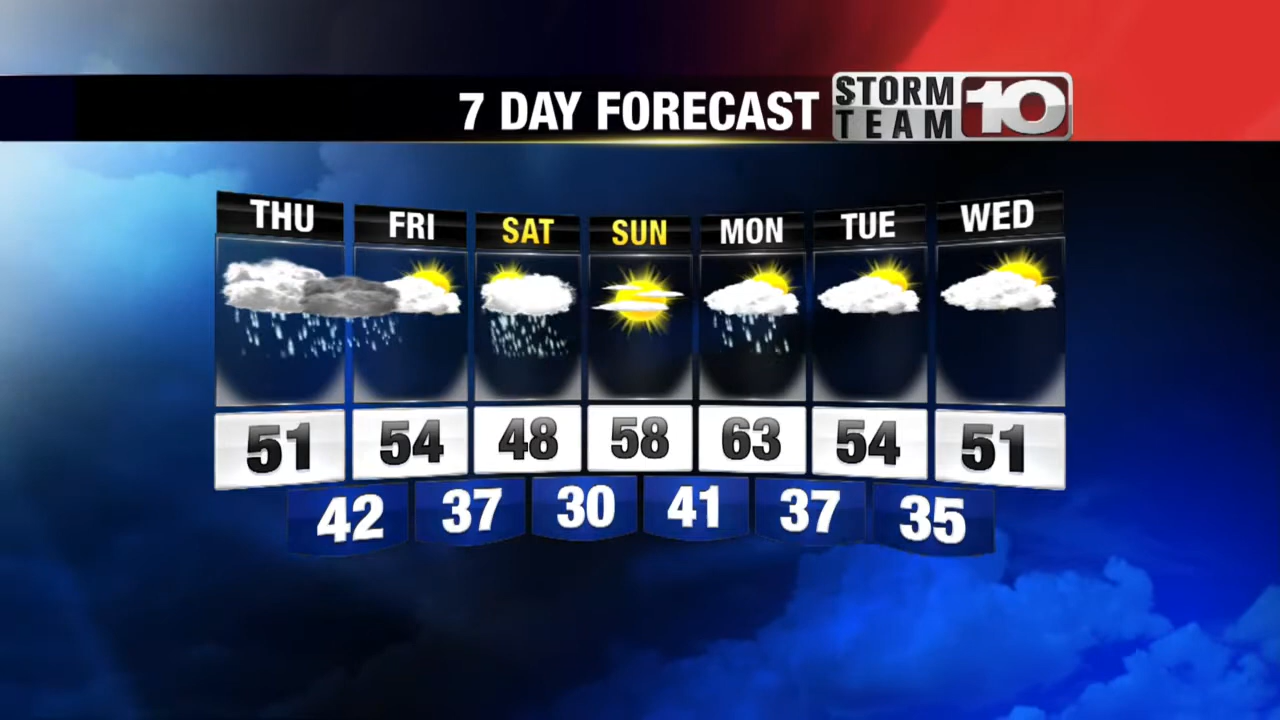 7 DAY FORECAST
STORM
TEAM
10
THU FRI SAT SUN MON TUE WED
51 54 48 58 63 54 51
42 37 30 41 37 35